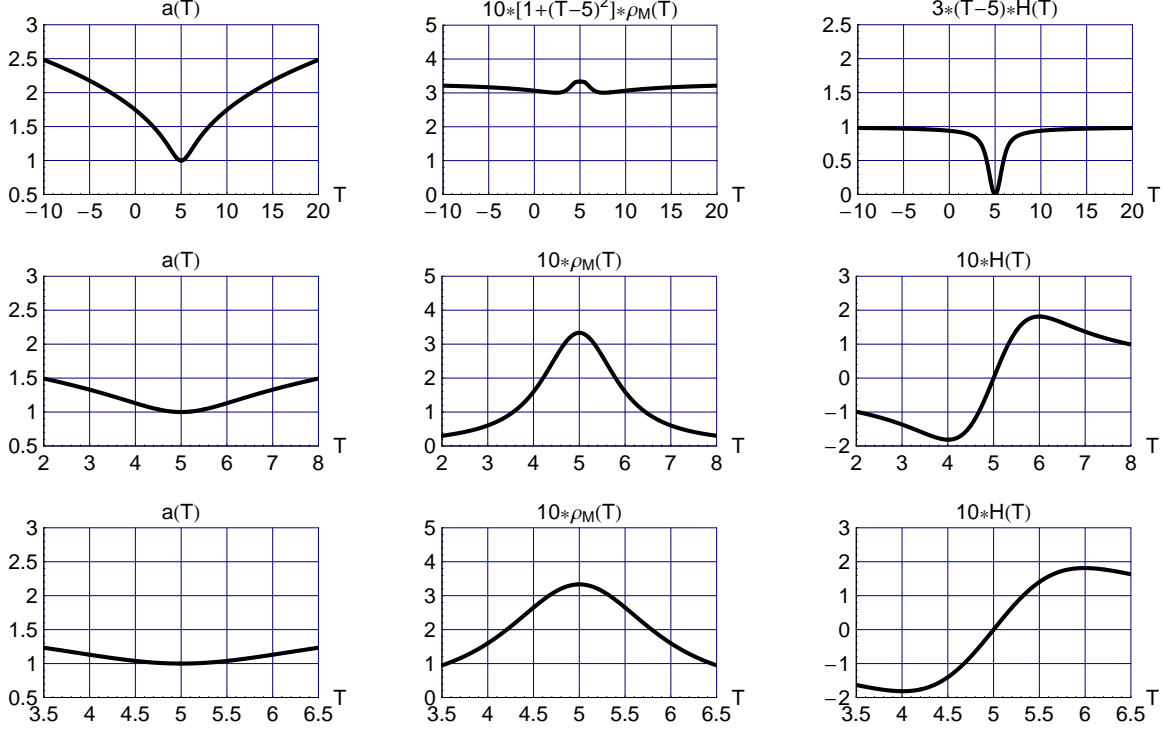 a(T) 10∗[1+(T−5)²]∗ρM(T) 3∗(T−5)∗H(T)
3 5 2.5
2.5 4 2
2 3 1.5
1.5 2 1
1 1 0.5
0.5 T 0 T 0 T
−10 −5 0 5 10 15 20 −10 −5 0 5 10 15 20 −10 −5 0 5 10 15 20
a(T) 10∗ρM(T) 10∗H(T)
3 5 3
2.5 4 2
2 3 1
1.5 2 0
1 1 −1
0.5 T 0 T −2 T
2 3 4 5 6 7 8 2 3 4 5 6 7 8 2 3 4 5 6 7 8
a(T) 10∗ρM(T) 10∗H(T)
3 5 3
2.5 4 2
2 3 1
1.5 2 0
1 1 −1
0.5 T 0 T −2 T
3.5 4 4.5 5 5.5 6 6.5 3.5 4 4.5 5 5.5 6 6.5 3.5 4 4.5 5 5.5 6 6.5